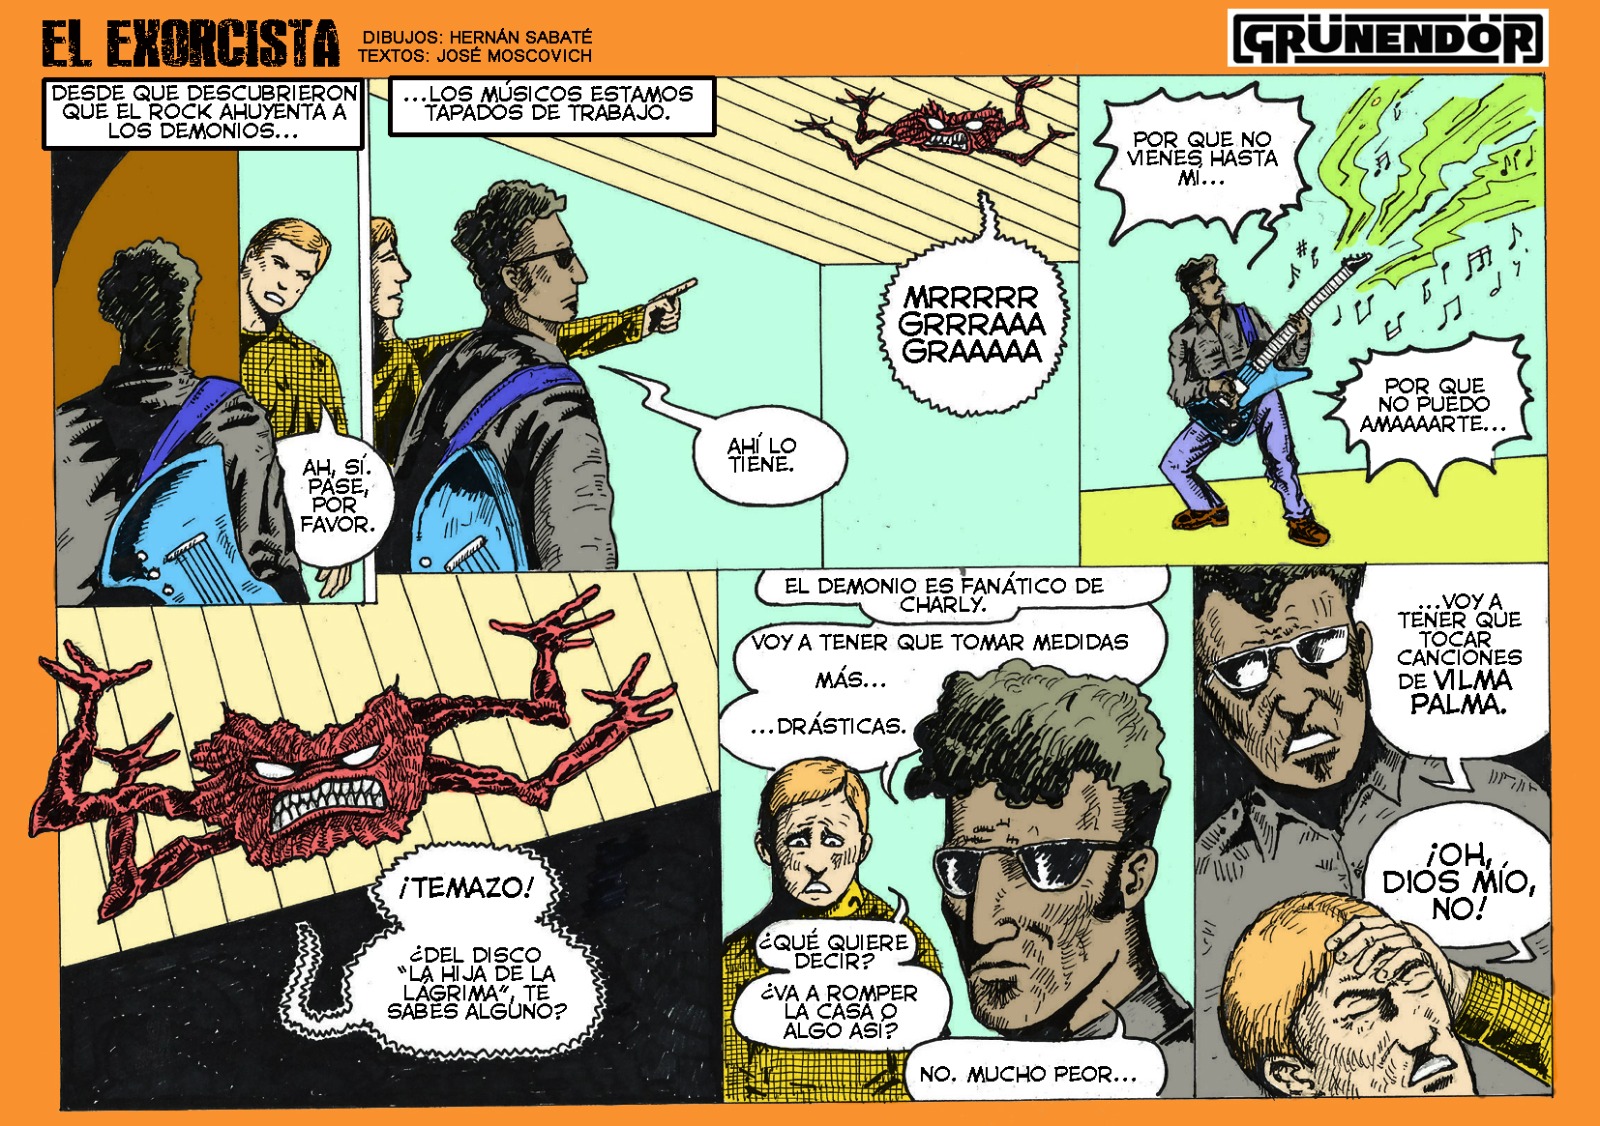 EL EXORCISTA
DIBUJOS: HERNÁN SABATÉ
TEXTOS: JOSÉ MOSCOVICH
GRÜNENDÖR
DESDE QUE DESCUBRIERON
QUE EL ROCK AHUYENTA A
LOS DEMONIOS...
AH, SÍ.
PASE,
POR
FAVOR.
...LOS MÚSICOS ESTAMOS
TAPADOS DE TRABAJO.
MRRRRR
GRRRAAA
GRAAAAA
AHÍ LO
TIENE.
POR QUE NO
VIENES HASTA
MÍ...
POR QUE
NO PUEDO
AMAAAARTE...
¡TEMAZO!
¿DEL DISCO
"LA HIJA DE LA
LÁGRIMA", TE
SABÉS ALGUNO?
EL DEMONIO ES FANÁTICO DE
CHARLY.
VOY A TENER QUE TOMAR MEDIDAS
MÁS...
...DRÁSTICAS.
¿QUÉ QUIERE
DECIR?
¿VA A ROMPER
LA CASA O
ALGO ASÍ?
NO. MUCHO PEOR...
...VOY A
TENER QUE
TOCAR
CANCIONES
DE VILMA
PALMA.
¡OH,
DIOS MÍO,
NO!